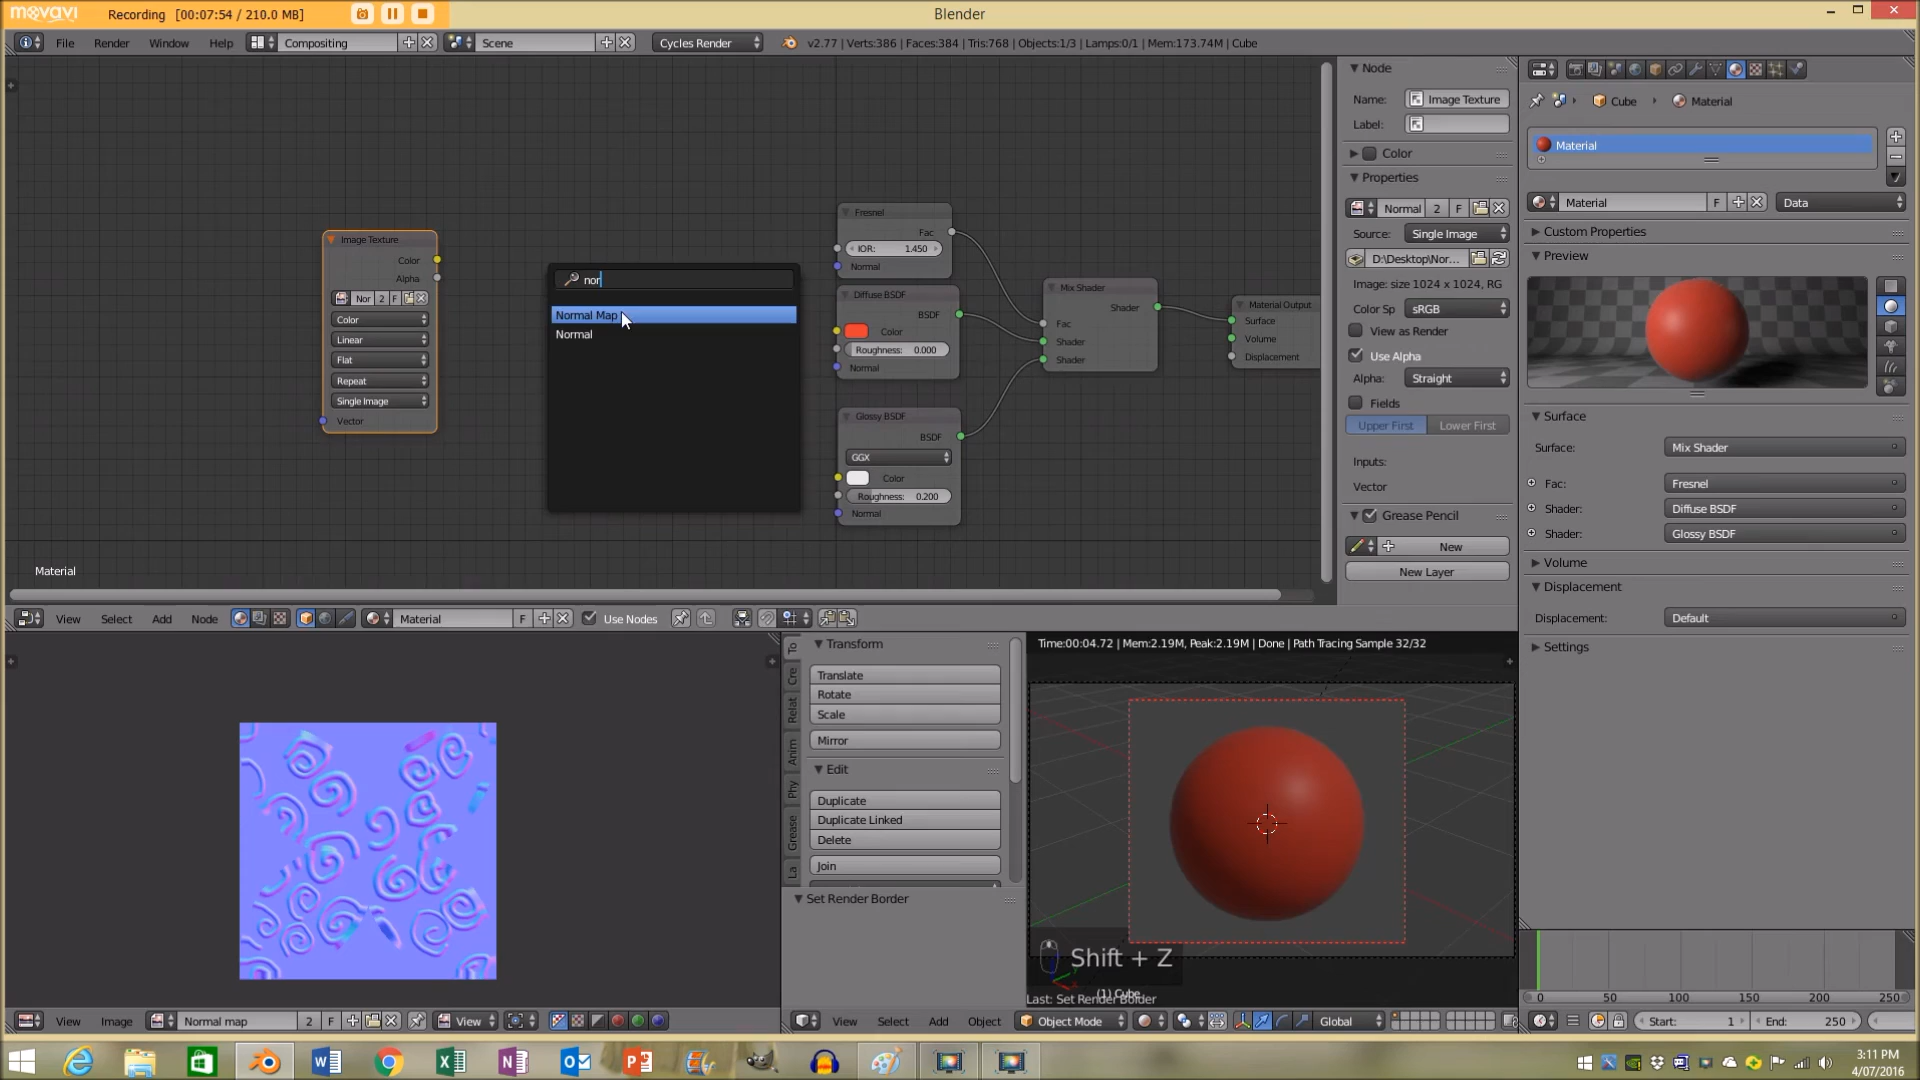 movavi Recording [00:07:54 / 210.0 MB] Blender
File Render Window Help Compositing Scene Cycles Render v2.77 | Verts:386 | Faces:384 | Tris:768 | Objects:1/3 | Lamps:0/1 | Mem:173.74M | Cube
Image Texture
Color
Alpha
Nor 2 F
Color
Linear
Flat
Repeat
Single Image
Vector
nor
Normal Map
Normal
Fresnel
Fac
IOR: 1.450
Normal
Diffuse BSDF
BSDF
Color
Roughness: 0.000
Normal
Glossy BSDF
BSDF
GGX
Color
Roughness: 0.200
Normal
Mix Shader
Shader
Fac
Shader
Shader
Material Output
Surface
Volume
Displacement
Material
Node
Name: Image Texture
Label:
Color
Properties
Normal 2 F
Source: Single Image
D:\Desktop\Nor...
Image: size 1024 x 1024, RG
Color Sp sRGB
View as Render
Use Alpha
Alpha: Straight
Fields
Upper First Lower First
Inputs:
Vector
Grease Pencil
New
New Layer
Cube Material
Material
Material F Data
Custom Properties
Preview
Surface
Surface: Mix Shader
Fac: Fresnel
Shader: Diffuse BSDF
Shader: Glossy BSDF
Volume
Displacement
Displacement: Default
Settings
View Select Add Node Material F Use Nodes
To
Cre
Relat
Anim
Phy
Grease
La
Transform
Translate
Rotate
Scale
Mirror
Edit
Duplicate
Duplicate Linked
Delete
Join
Set Render Border
Time:00:04.72 | Mem:2.19M, Peak:2.19M | Done | Path Tracing Sample 32/32
Shift + Z
(1) Cube
Last: Set Render Border
0 50 100 150 200 250
View Image Normal map 2 F View
View Select Add Object Object Mode Global
Start: 1 End: 250
3:11 PM
4/07/2016